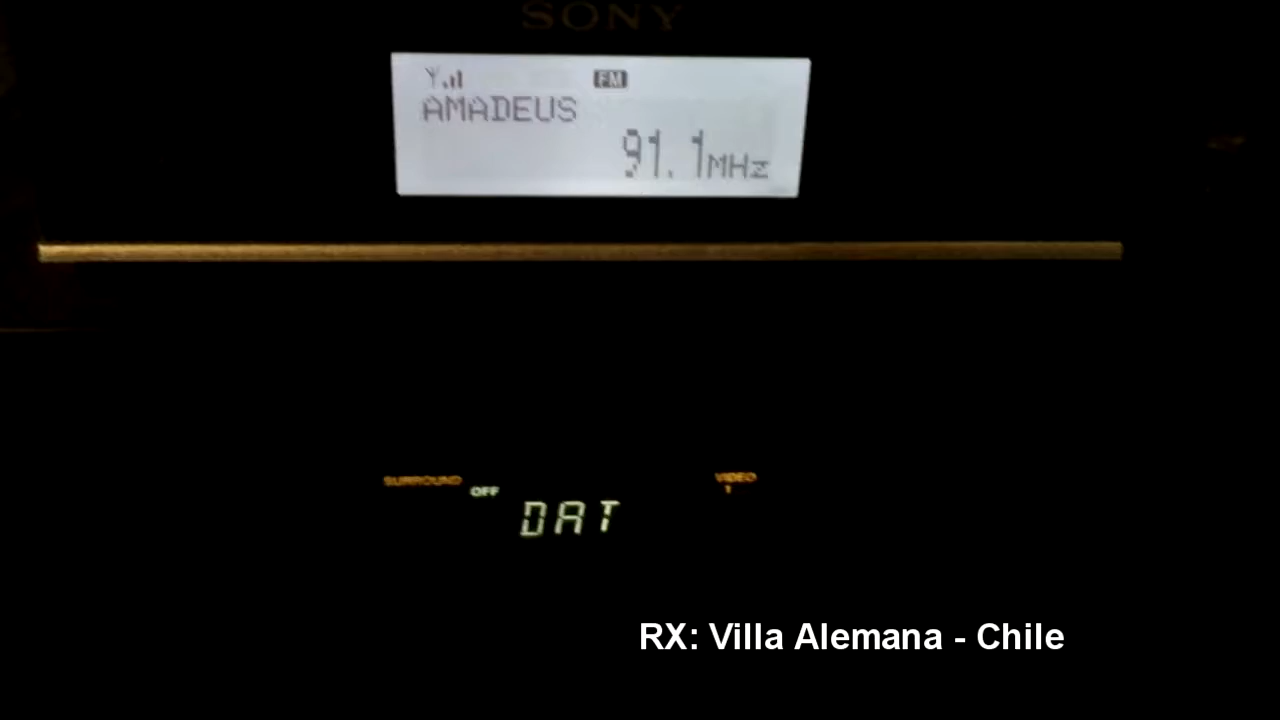 SONY
FM
AMADEUS
91.1MHz
SURROUND
OFF
VIDEO
1
DAT
RX: Villa Alemana - Chile